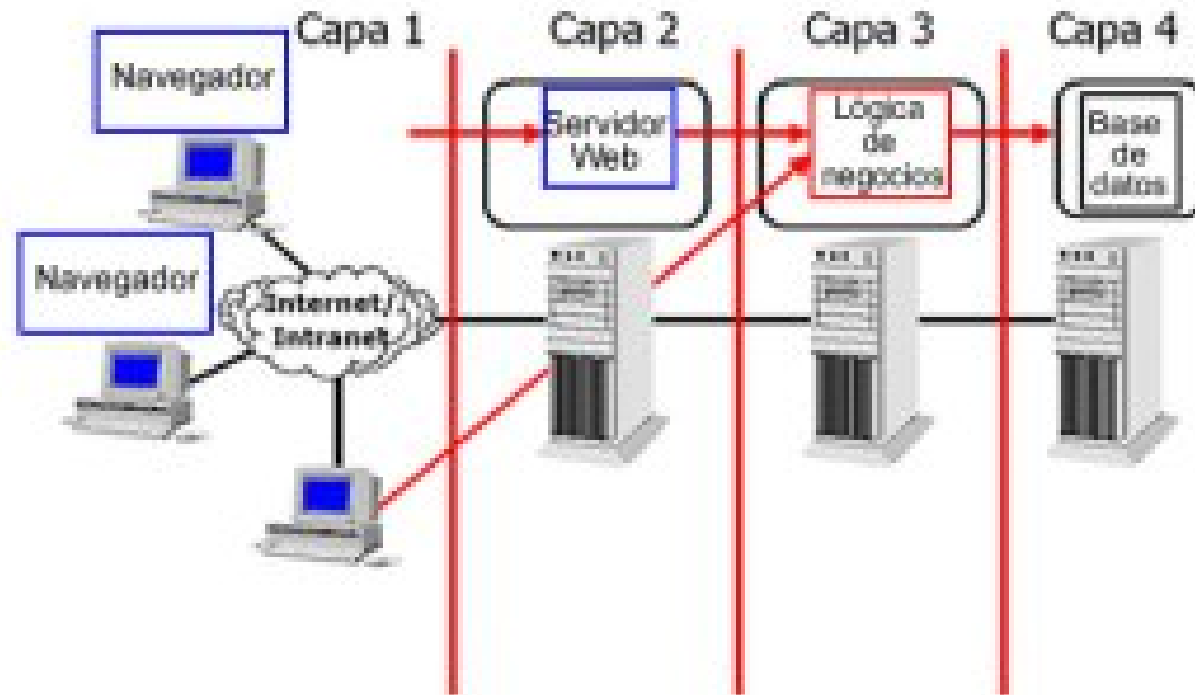 Capa 1
Capa 2
Capa 3
Capa 4
Navegador
Navegador
Internet/
Intranet
Servidor
Web
Lógica
de
negocios
Base
de
datos